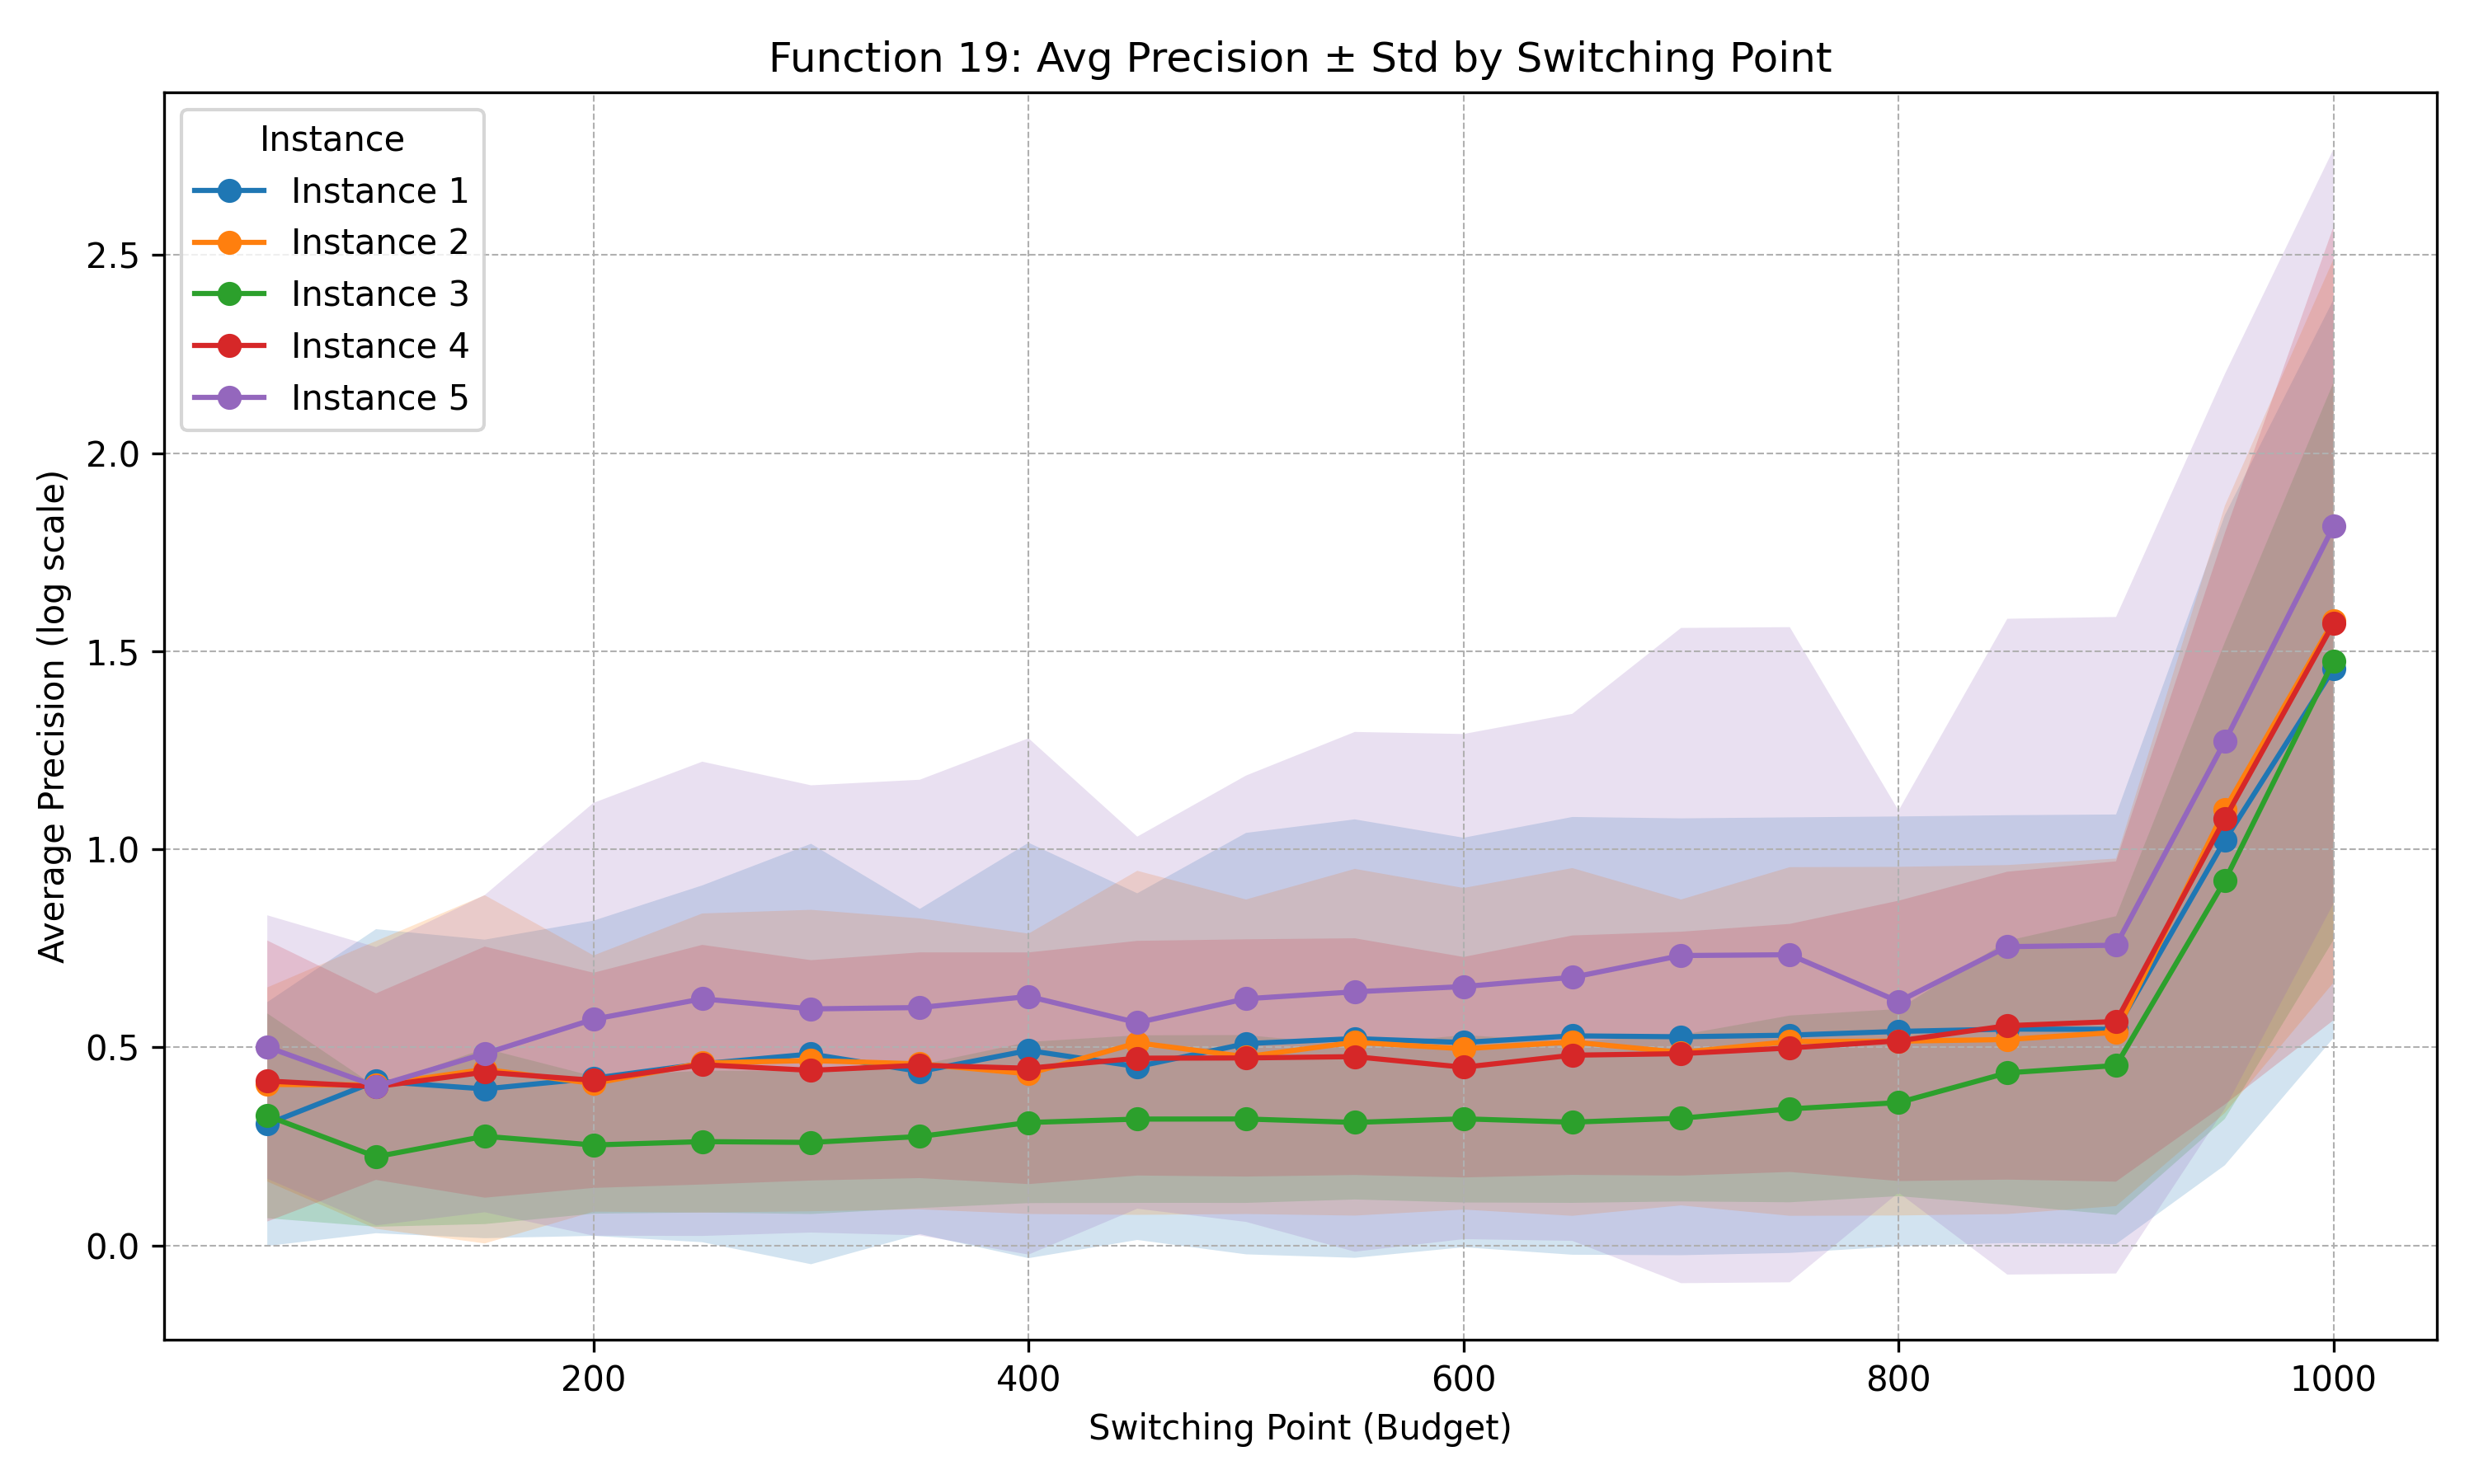 Function 19: Avg Precision ± Std by Switching Point
Instance
Instance 1
Instance 2
Instance 3
Instance 4
Instance 5
Average Precision (log scale)
2.5
2.0
1.5
1.0
0.5
0.0
200 400 600 800 1000
Switching Point (Budget)